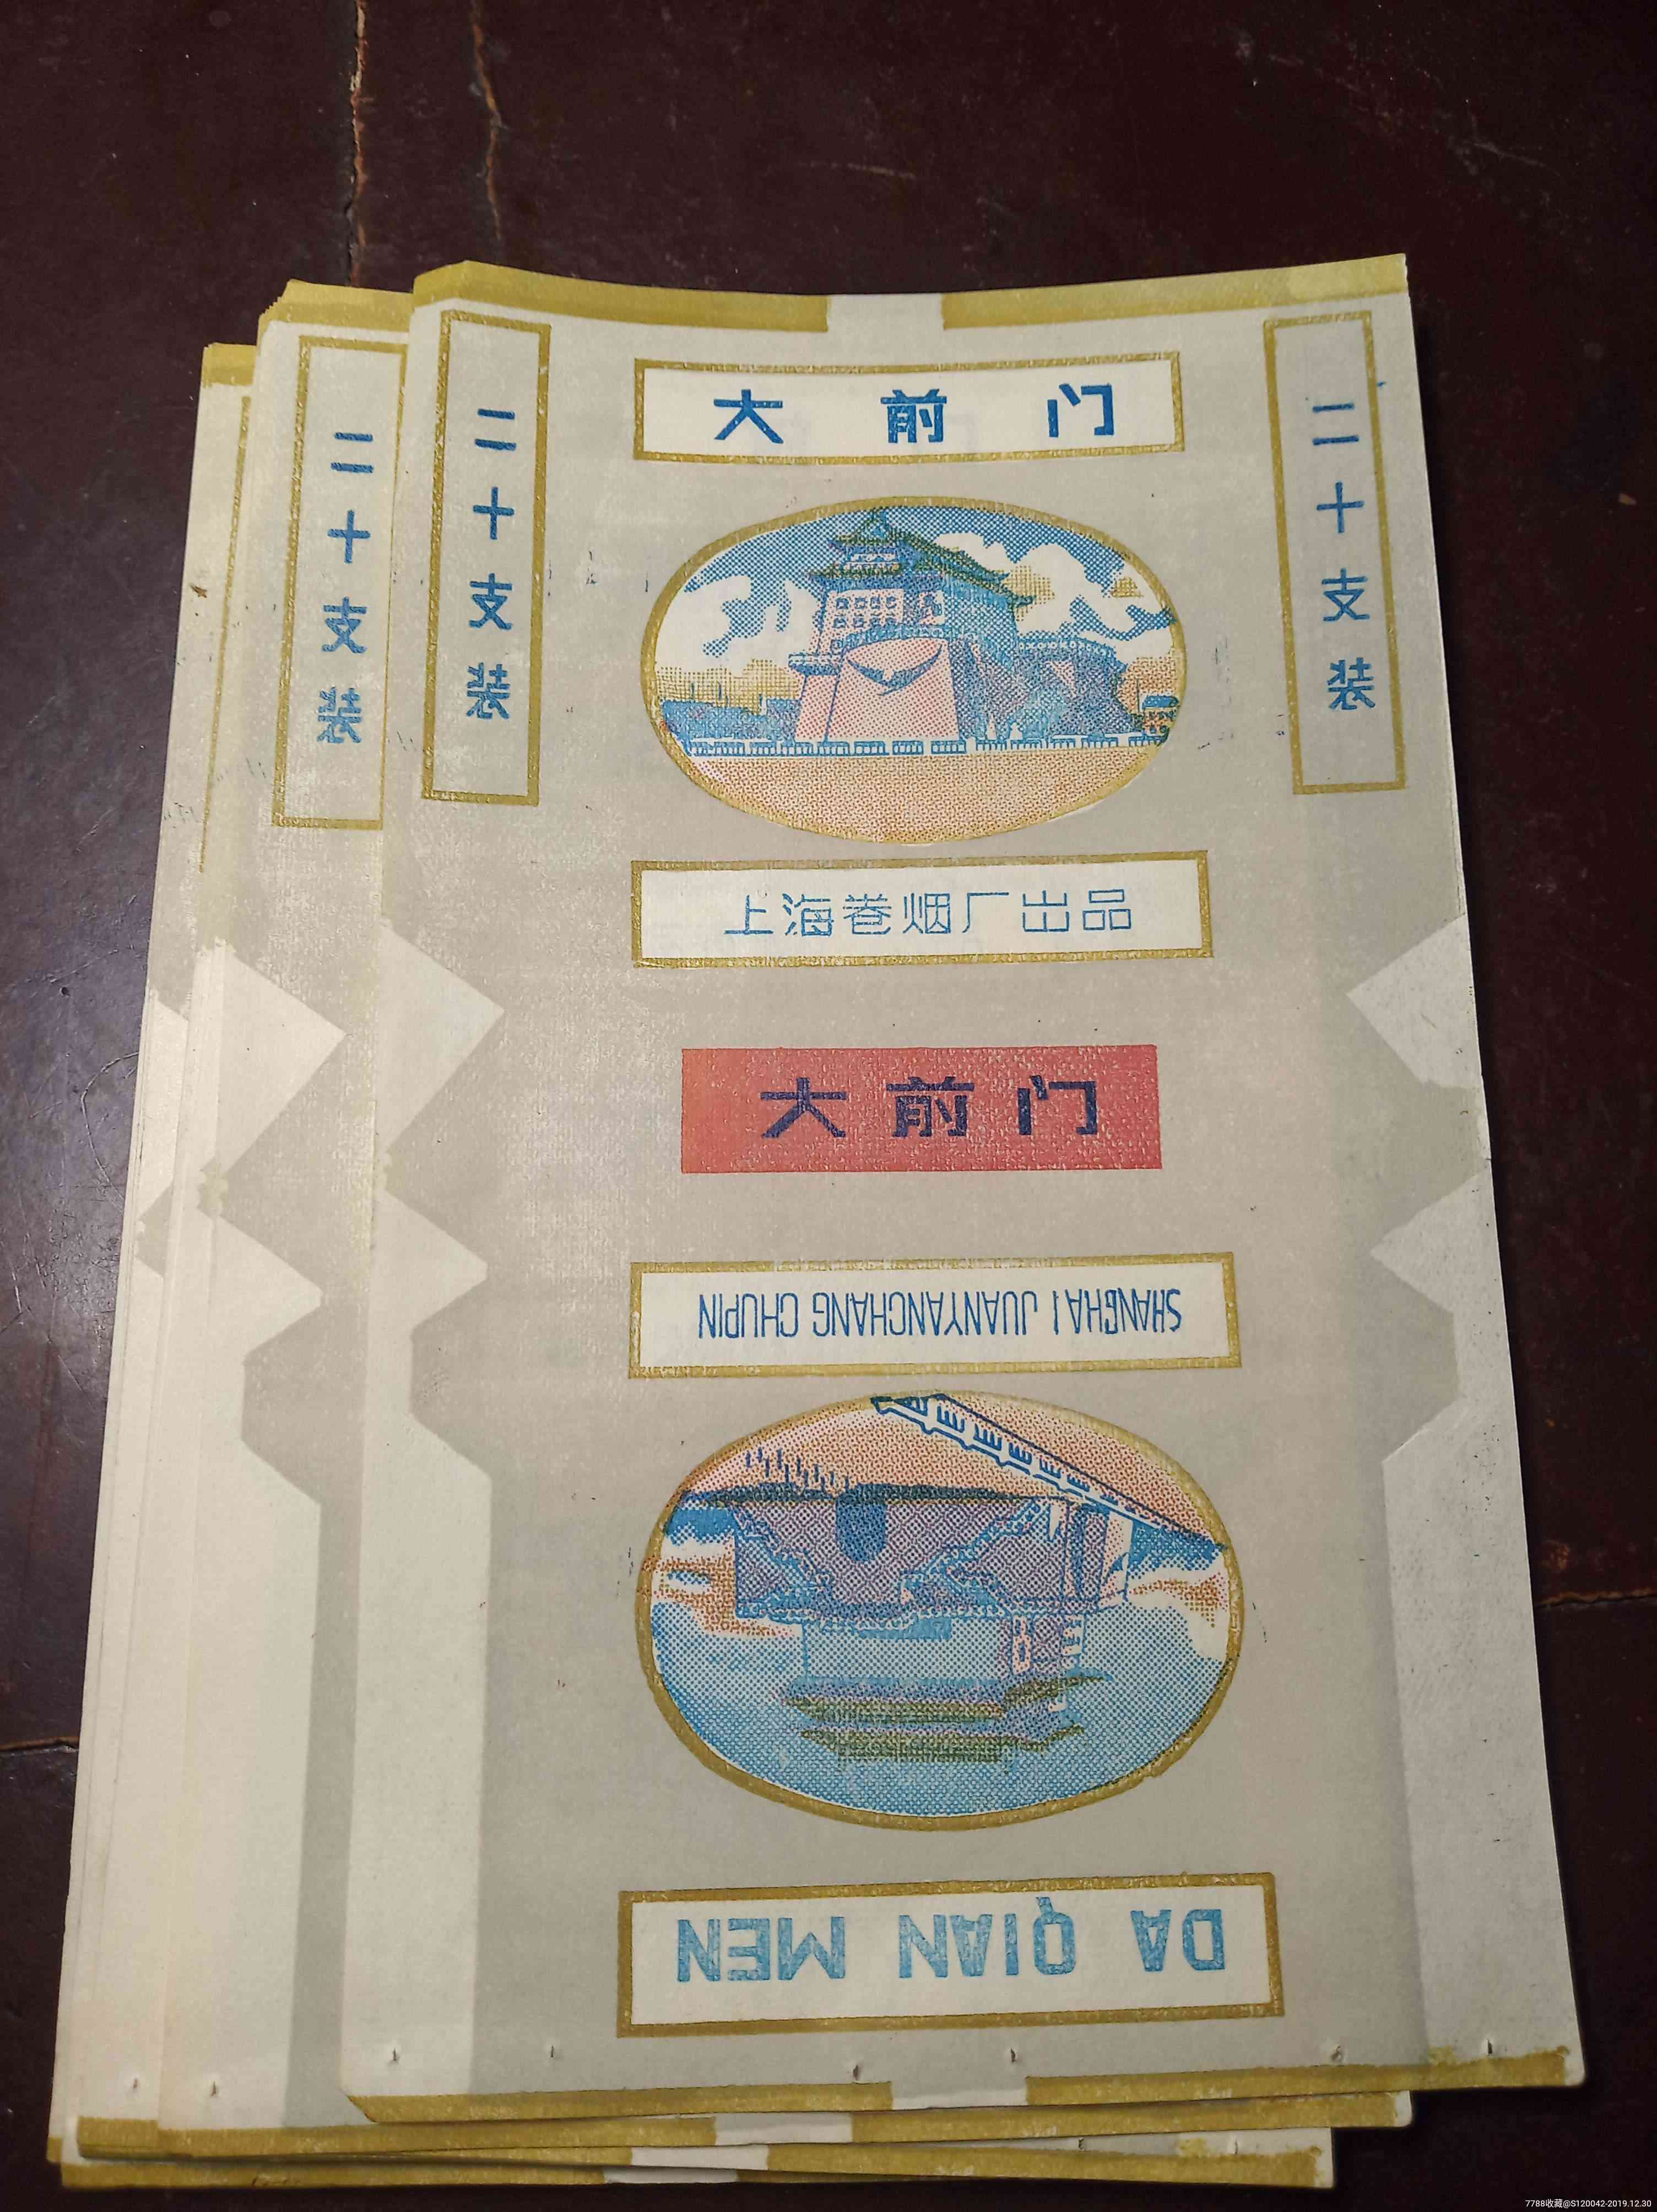 大前门
二十支装
二十支装
二十支装
上海卷烟厂出品
大前门
SHANGHAI JUANYANCHANG CHUPIN
DA QIAN MEN
7788收藏@S120042-2019.12.30